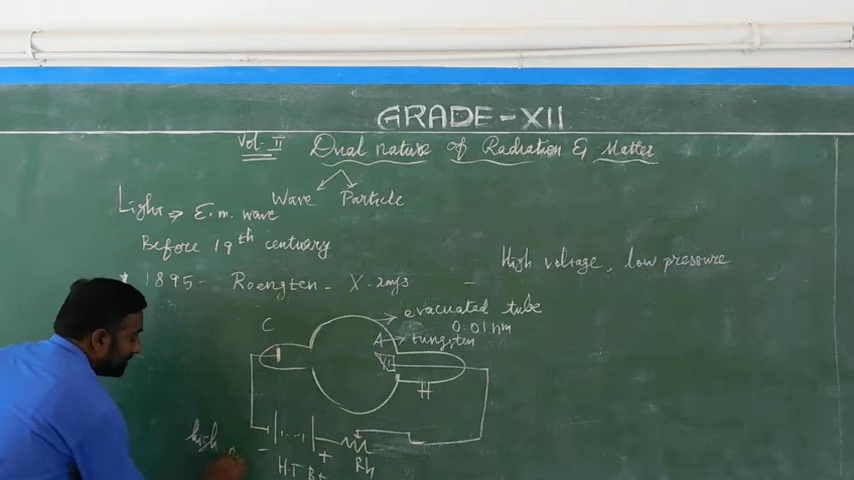 GRADE-XII
Vol-II Dual nature of Radiation & Matter
Wave Particle
Light → E.m. wave
Before 19th centuary
High voltage, low pressure
* 1895 - Roengten - X-rays
→ evacuated tube
0.01 nm
C
A → tungsten
H
high
- +
H.T Rh